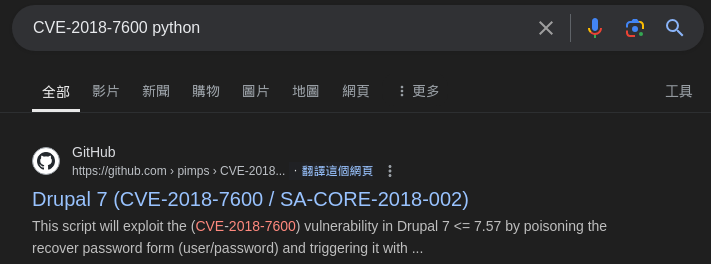 CVE-2018-7600 python
全部 影片 新聞 購物 圖片 地圖 網頁 更多 工具
GitHub
https://github.com › pimps › CVE-2018... · 翻譯這個網頁
Drupal 7 (CVE-2018-7600 / SA-CORE-2018-002)
This script will exploit the (CVE-2018-7600) vulnerability in Drupal 7 <= 7.57 by poisoning the
recover password form (user/password) and triggering it with ...